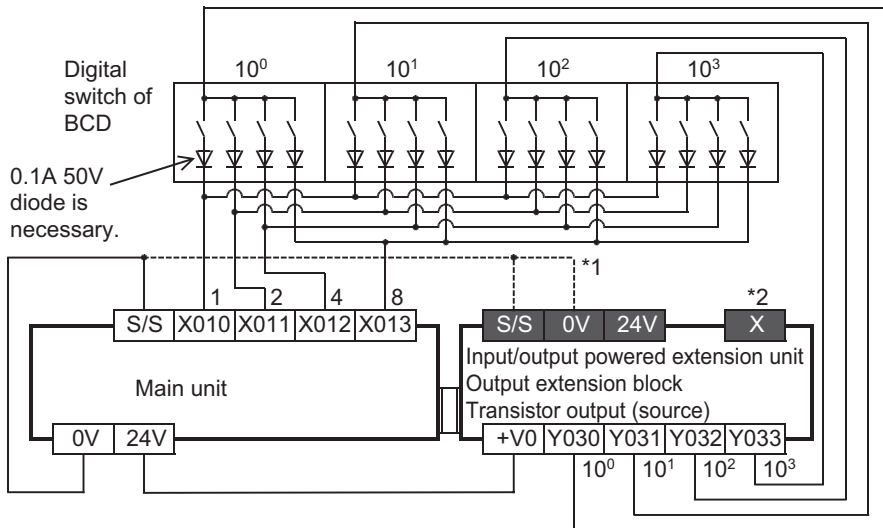 10⁰ 10¹ 10² 10³
Digital
switch of
BCD
0.1A 50V
diode is
necessary.
*1
1 2 4 8 *2
S/S X010 X011 X012 X013 S/S 0V 24V X
Input/output powered extension unit
Main unit
Output extension block
Transistor output (source)
0V 24V +V0 Y030 Y031 Y032 Y033
10⁰ 10¹ 10² 10³